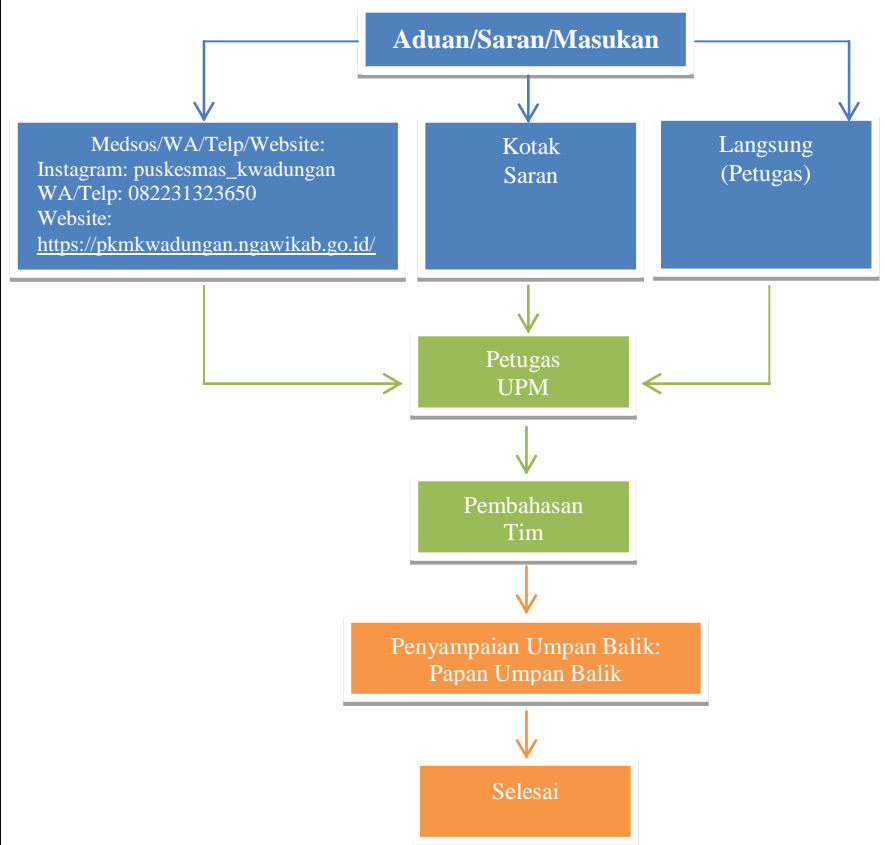 Aduan/Saran/Masukan
Medsos/WA/Telp/Website:
Instagram: puskesmas_kwadungan
WA/Telp: 082231323650
Website:
https://pkmkwadungan.ngawikab.go.id/
Kotak
Saran
Langsung
(Petugas)
Petugas
UPM
Pembahasan
Tim
Penyampaian Umpan Balik:
Papan Umpan Balik
Selesai